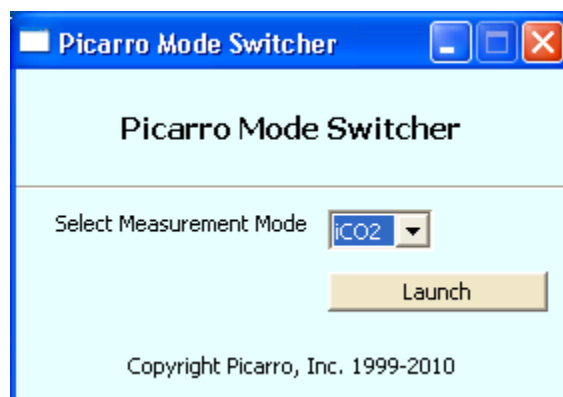 Picarro Mode Switcher
Picarro Mode Switcher
Select Measurement Mode iCO2
Launch
Copyright Picarro, Inc. 1999-2010